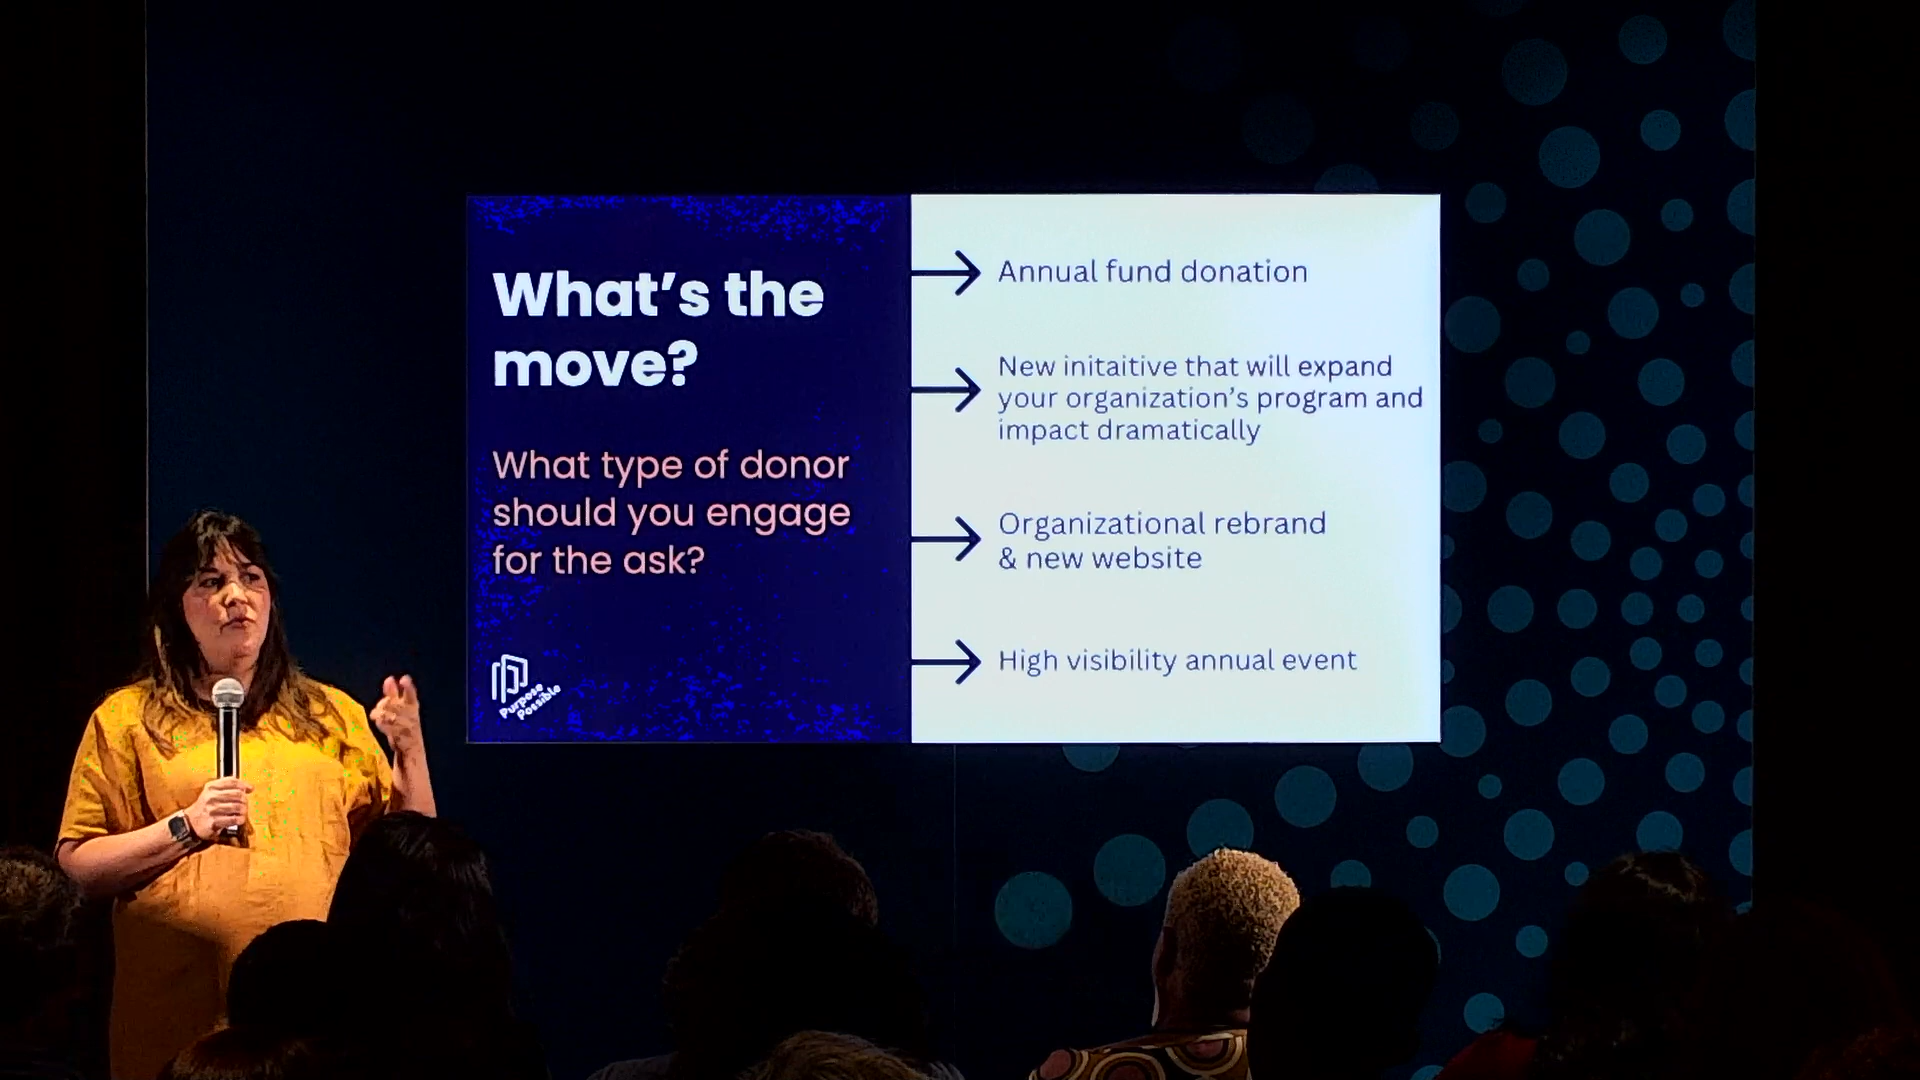 What's the
move?
What type of donor
should you engage
for the ask?
Purpose
Possible
Annual fund donation
New initaitive that will expand
your organization's program and
impact dramatically
Organizational rebrand
& new website
High visibility annual event